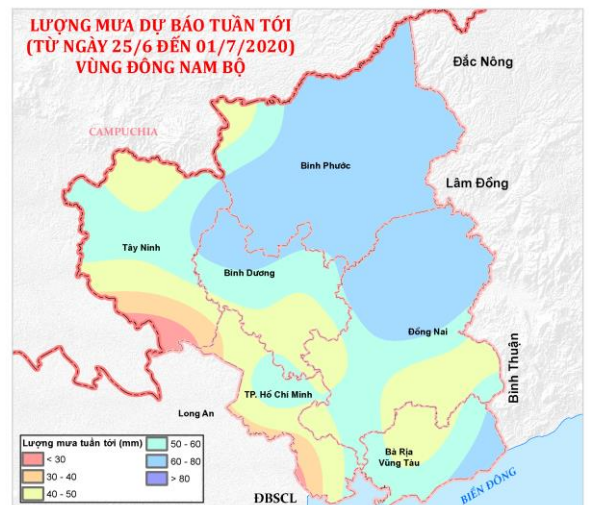 LƯỢNG MƯA DỰ BÁO TUẦN TỚI
(TỪ NGÀY 25/6 ĐẾN 01/7/2020)
VÙNG ĐÔNG NAM BỘ
Đắc Nông
CAMPUCHIA
Bình Phước
Lâm Đồng
Tây Ninh
Bình Dương
Đồng Nai
Bình Thuận
TP. Hồ Chí Minh
Long An
Bà Rịa
Vũng Tàu
BIỂN ĐÔNG
ĐBSCL
Lượng mưa tuần tới (mm)
< 30
30 - 40
40 - 50
50 - 60
60 - 80
> 80